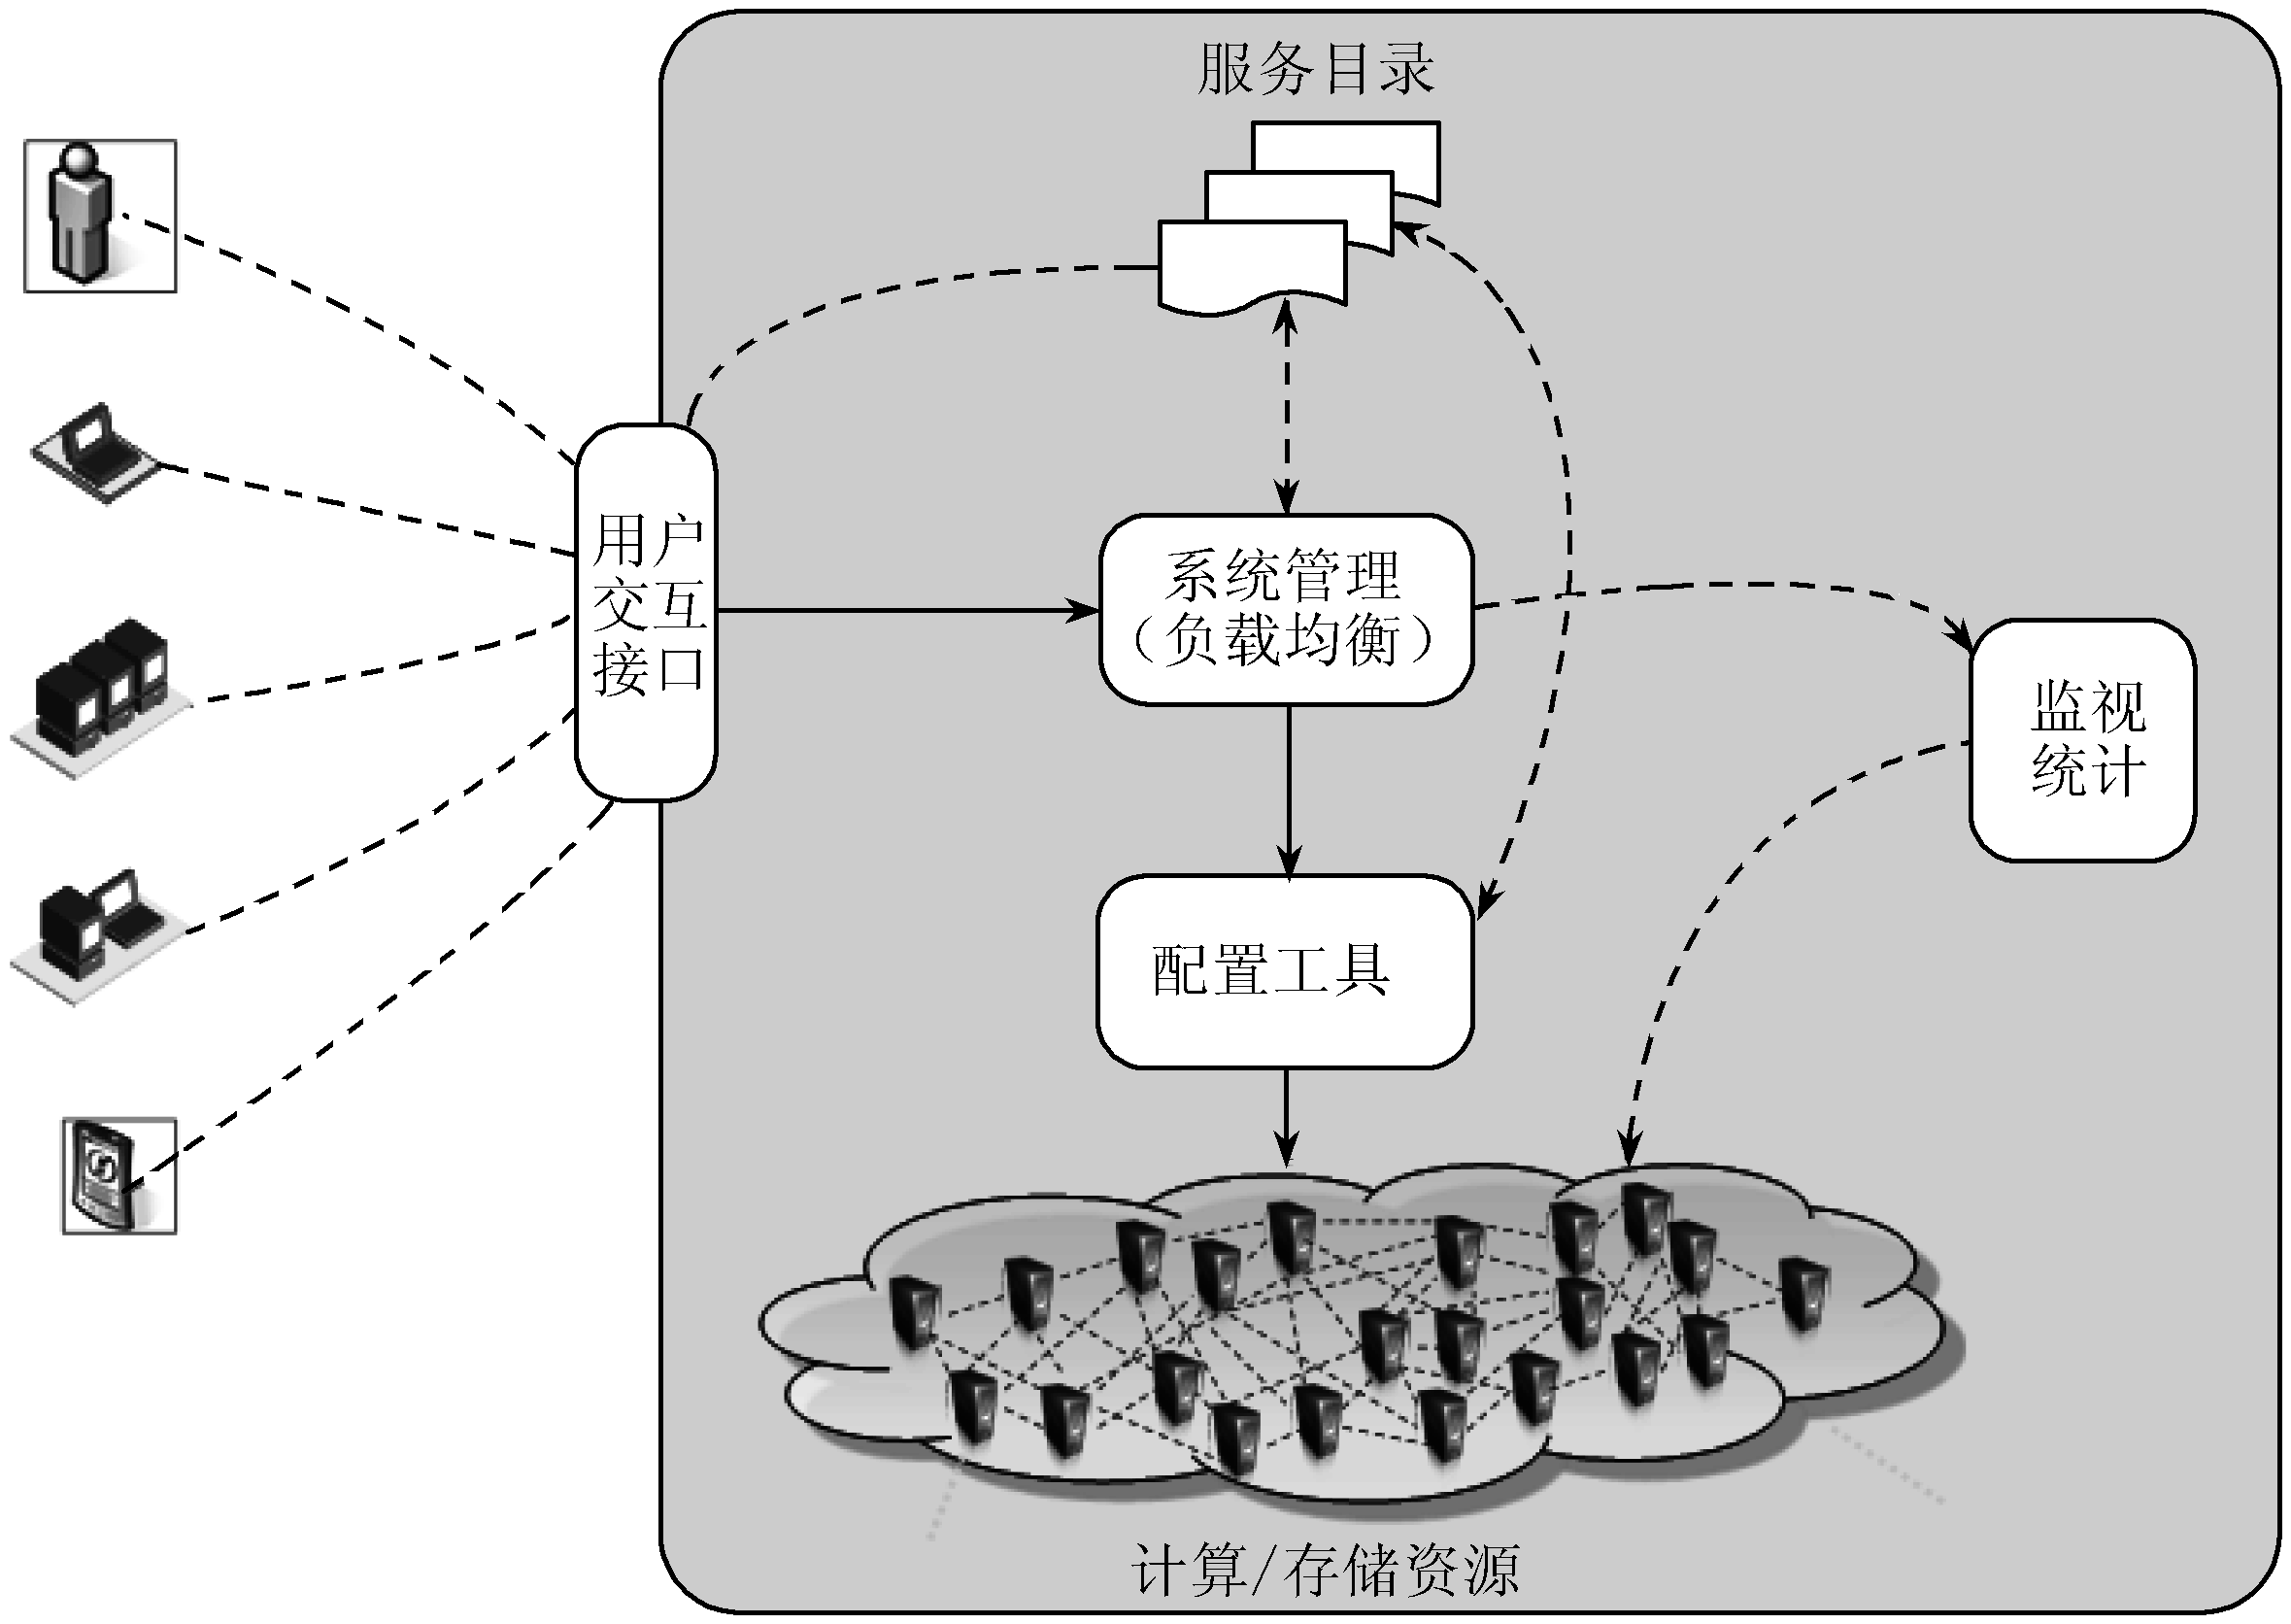 服务目录
用户
交互
接口
系统管理
（负载均衡）
监视
统计
配置工具
计算/存储资源